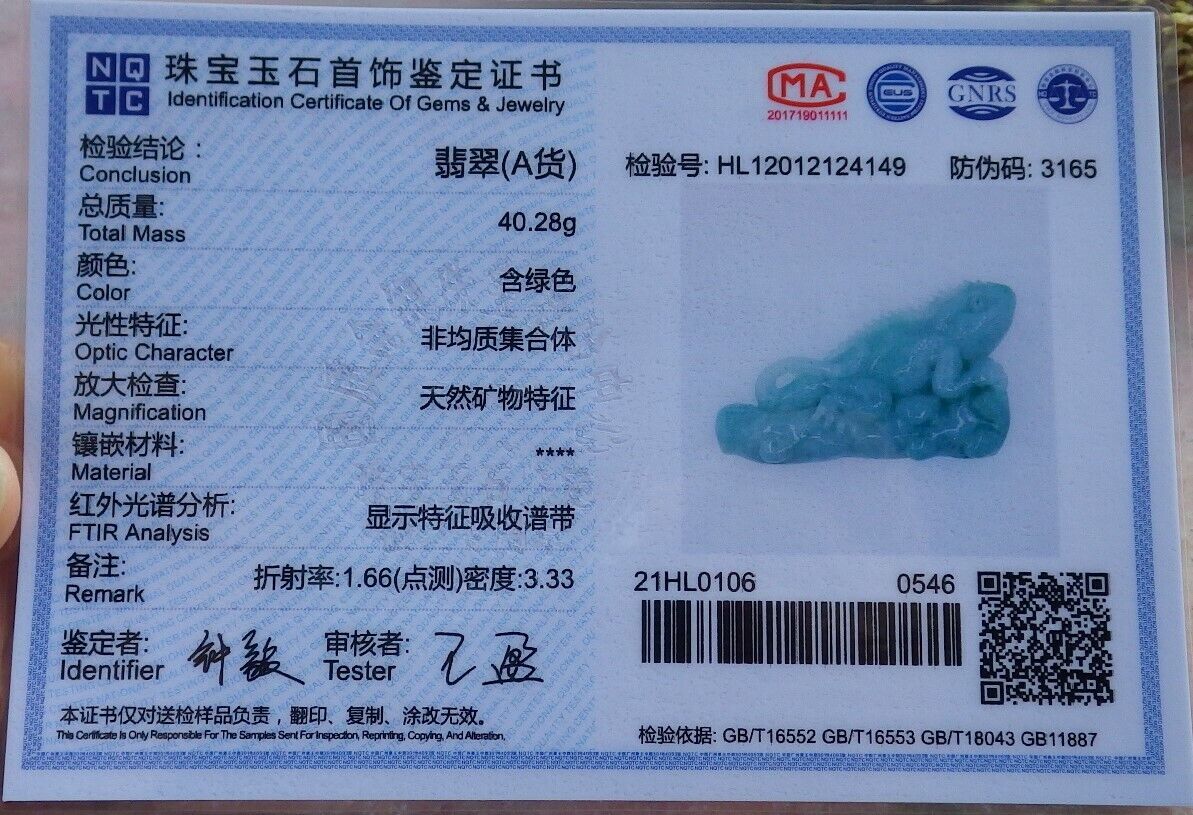 NQ
TC
珠宝玉石首饰鉴定证书
Identification Certificate Of Gems & Jewelry
CMA
201719011111
EUS
GNRS
检验结论：
Conclusion
翡翠(A货)
总质量:
Total Mass
40.28g
颜色:
Color
含绿色
光性特征:
Optic Character
非均质集合体
放大检查:
Magnification
天然矿物特征
镶嵌材料:
Material
****
红外光谱分析:
FTIR Analysis
显示特征吸收谱带
备注:
Remark
折射率:1.66(点测)密度:3.33
鉴定者:
Identifier
审核者:
Tester
本证书仅对送检样品负责，翻印、复制、涂改无效。
This Certificate Is Only Responsible For The Samples Sent For Inspection, Reprinting, Copying, And Alteration.
检验号: HL12012124149 防伪码: 3165
21HL0106 0546
检验依据: GB/T16552 GB/T16553 GB/T18043 GB11887